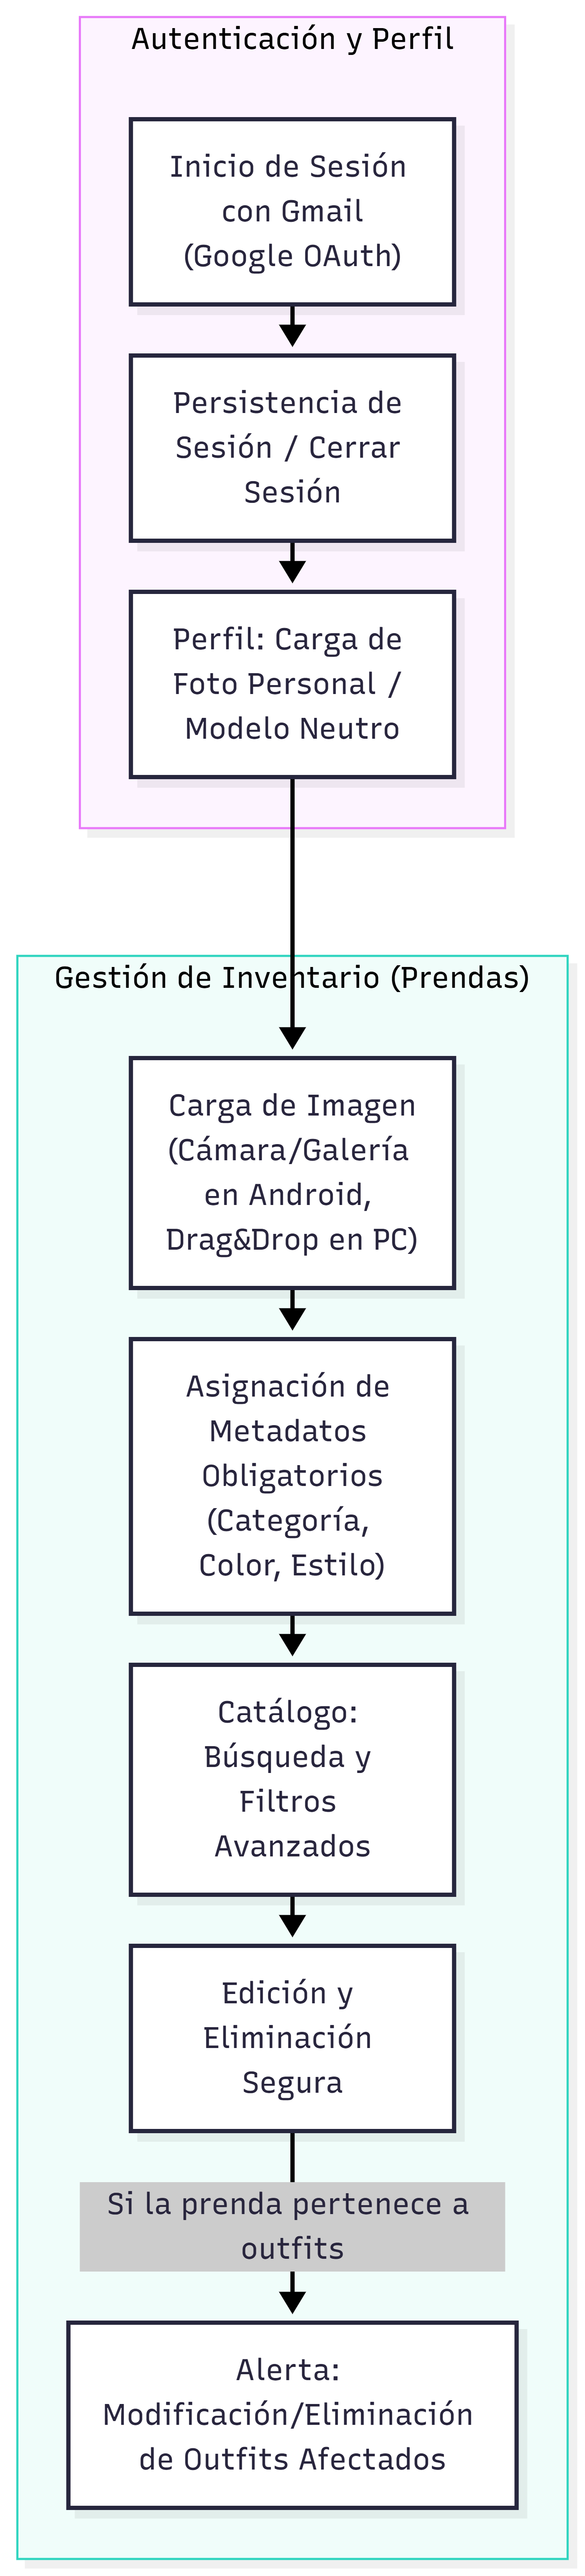 Autenticación y Perfil
Inicio de Sesión
con Gmail
(Google OAuth)
Persistencia de
Sesión / Cerrar
Sesión
Perfil: Carga de
Foto Personal /
Modelo Neutro
Gestión de Inventario (Prendas)
Carga de Imagen
(Cámara/Galería
en Android,
Drag&Drop en PC)
Asignación de
Metadatos
Obligatorios
(Categoría,
Color, Estilo)
Catálogo:
Búsqueda y
Filtros
Avanzados
Edición y
Eliminación
Segura
Si la prenda pertenece a
outfits
Alerta:
Modificación/Eliminación
de Outfits Afectados